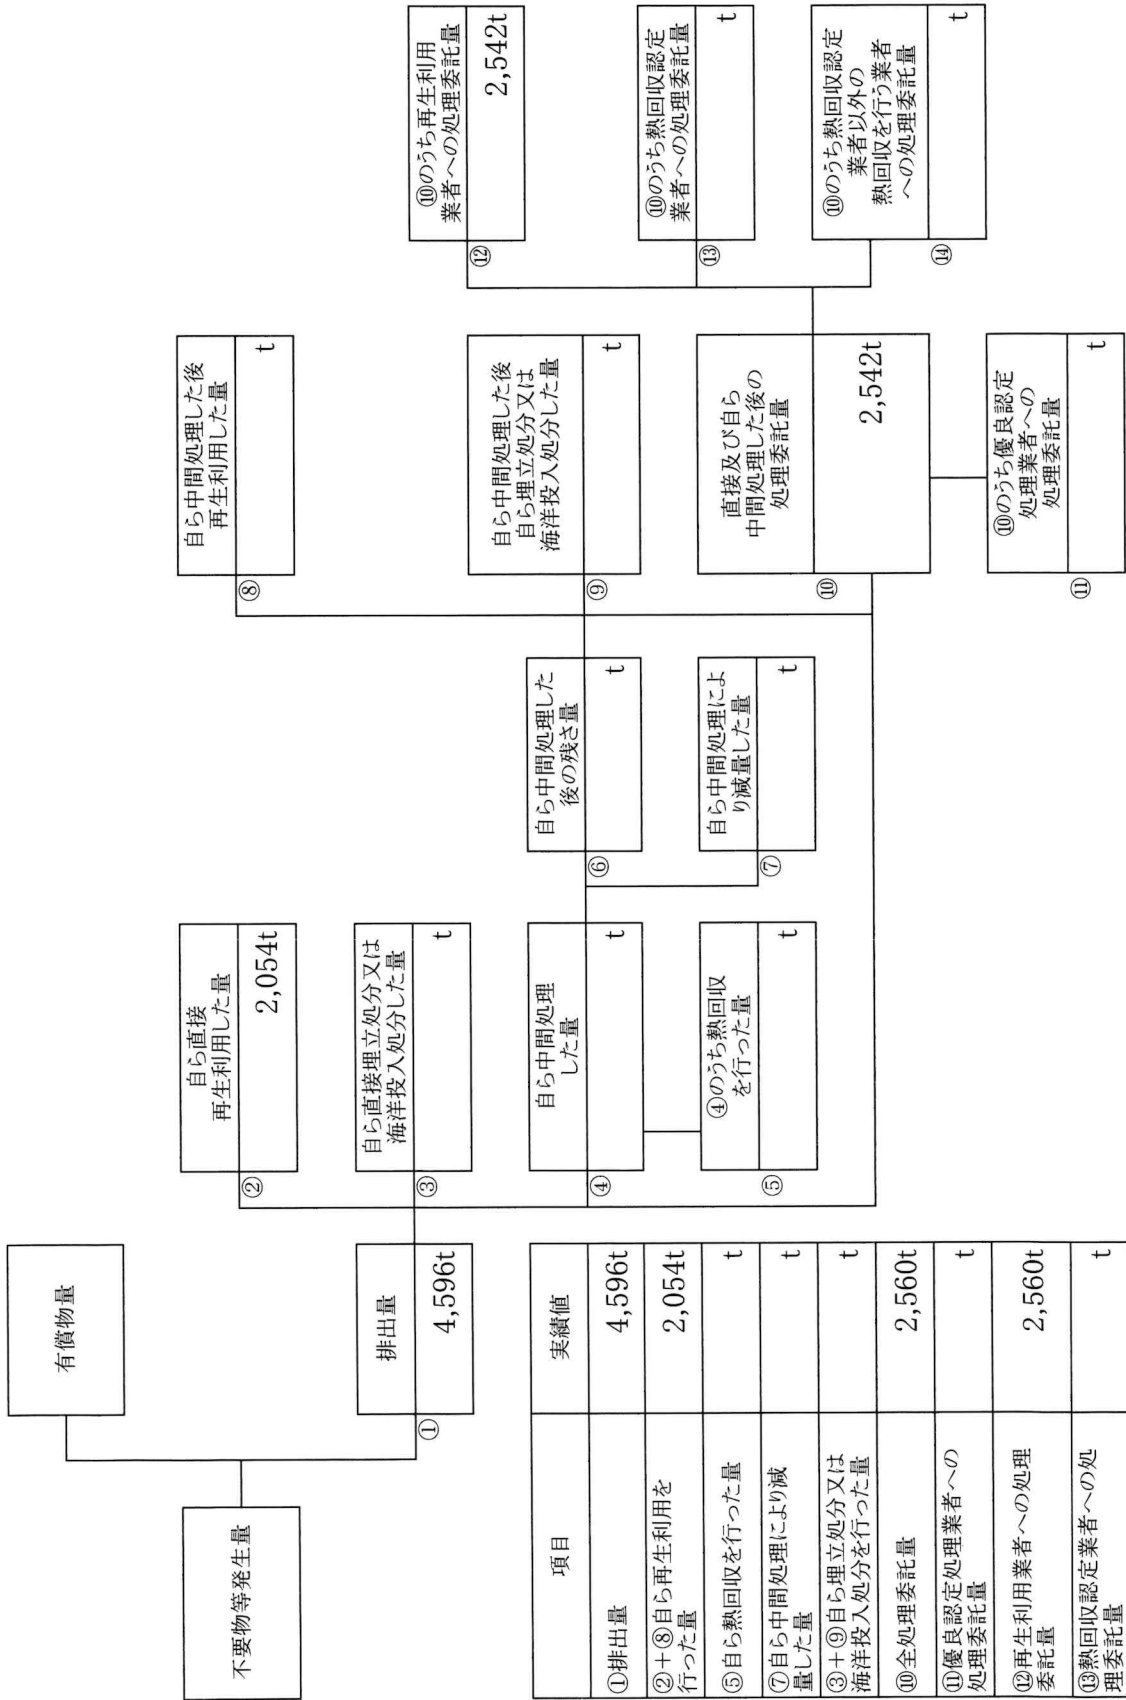 有償物量
不要物等発生量
排出量
①
4,596t
自ら直接
再生利用した量
②
2,054t
自ら直接埋立処分又は
海洋投入処分した量
③
t
自ら中間処理
した量
④
t
④のうち熱回収
を行った量
⑤
t
自ら中間処理した
後の残さ量
⑥
t
自ら中間処理によ
り減量した量
⑦
t
自ら中間処理した後
再生利用した量
⑧
t
自ら中間処理した後
自ら埋立処分又は
海洋投入処分した量
⑨
t
直接及び自ら
中間処理した後の
処理委託量
⑩
2,542t
⑩のうち優良認定
処理業者への
処理委託量
⑪
t
⑩のうち再生利用
業者への処理委託量
⑫
2,542t
⑩のうち熱回収認定
業者への処理委託量
⑬
t
⑩のうち熱回収認定
業者以外の
熱回収を行う業者
への処理委託量
⑭
t
項目 実績値
①排出量 4,596t
②+⑧自ら再生利用を
行った量 2,054t
⑤自ら熱回収を行った量 t
⑦自ら中間処理により減
量した量 t
③+⑨自ら埋立処分又は
海洋投入処分を行った量 t
⑩全処理委託量 2,560t
⑪優良認定処理業者への
処理委託量 t
⑫再生利用業者への処理
委託量 2,560t
⑬熱回収認定業者への処
理委託量 t